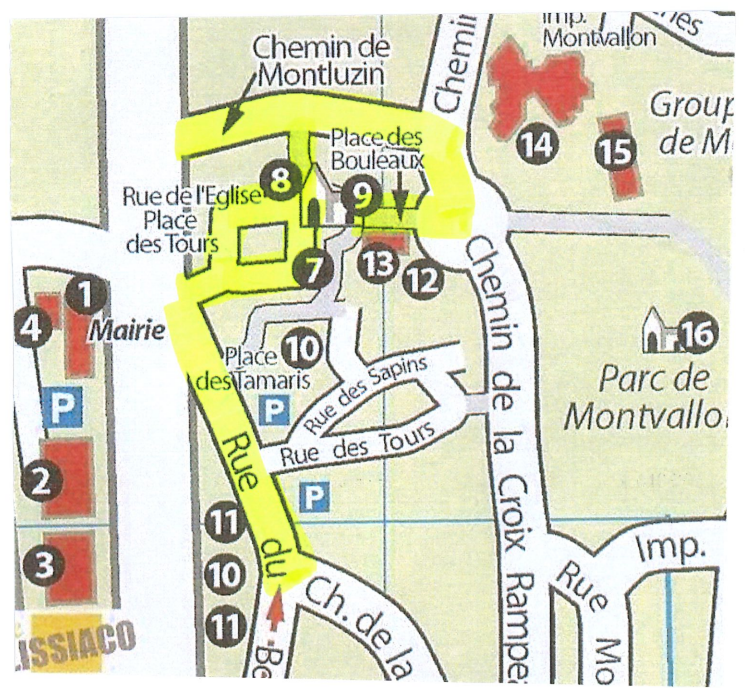 Imp.
Montvallon
Chemin de
Montluzin
Chemin
Group
de M
14
15
Place des
Bouleaux
8
9
Rue de l'Eglise
Place
des Tours
7
13
12
1
4
Mairie
16
Parc de
Montvallo
10
Place
des Tamaris
P
P
Rue des Sapins
Rue des Tours
Chemin de la Croix Rampe
2
P
3
11
10
11
Rue du Bo
Ch. de la
Imp.
Rue Mo
LISSIACO